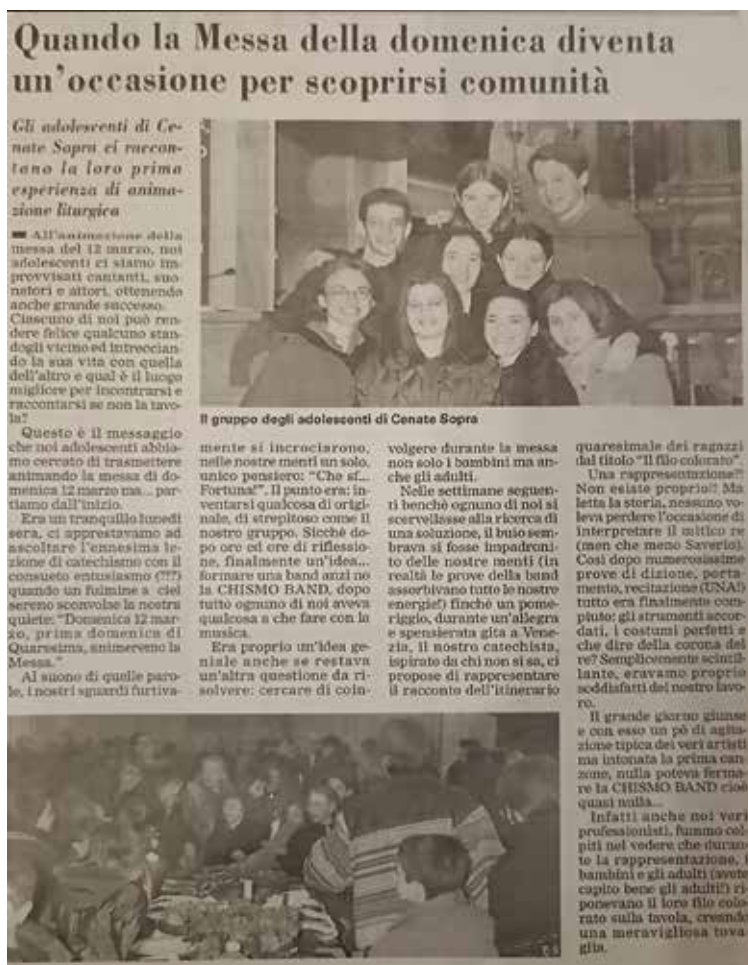 Quando la Messa della domenica diventa
un'occasione per scoprirsi comunità
Gli adolescenti di Ce-
nate Sopra ci raccon-
tano la loro prima
esperienza di anima-
zione liturgica
All'animazione della
messa del 12 marzo, noi
adolescenti ci siamo im-
provvisati cantanti, suo-
natori e attori, ottenendo
anche grande successo.
Ciascuno di noi può ren-
dere felice qualcuno stan-
dogli vicino ed intreccian-
do la sua vita con quella
dell'altro e qual è il luogo
migliore per incontrarsi e
raccontarsi se non la tavo-
la?
Questo è il messaggio
che noi adolescenti abbia-
mo cercato di trasmettere
animando la messa di do-
menica 12 marzo ma... par-
tiamo dall'inizio.
Era un tranquillo lunedì
sera, ci apprestavamo ad
ascoltare l'ennesima le-
zione di catechismo con il
consueto entusiasmo (???)
quando un fulmine a ciel
sereno sconvolse la nostra
quiete: "Domenica 12 mar-
zo, prima domenica di
Quaresima, animeremo la
Messa."
Al suono di quelle paro-
le, i nostri sguardi furtiva-
Il gruppo degli adolescenti di Cenate Sopra
mente si incrociarono,
nelle nostre menti un solo,
unico pensiero: "Che sf...
Fortuna!". Il punto era: in-
ventarsi qualcosa di origi-
nale, di strepitoso come il
nostro gruppo. Sicchè do-
po ore ed ore di riflessio-
ne, finalmente un'idea...
formare una band anzi no
la CHISMO BAND, dopo
tutto ognuno di noi aveva
qualcosa a che fare con la
musica.
Era proprio un'idea ge-
niale anche se restava
un'altra questione da ri-
solvere: cercare di coin-
volgere durante la messa
non solo i bambini ma an-
che gli adulti.
Nelle settimane seguen-
ti benchè ognuno di noi si
scervellasse alla ricerca di
una soluzione, il buio sem-
brava si fosse impadroni-
to delle nostre menti (in
realtà le prove della band
assorbivano tutte le nostre
energie!) finchè un pome-
riggio, durante un'allegra
e spensierata gita a Vene-
zia, il nostro catechista,
ispirato da chi non si sa, ci
propose di rappresentare
il racconto dell'itinerario
quaresimale dei ragazzi
dal titolo "Il filo colorato".
Una rappresentazione?!
Non esiste proprio!! Ma
letta la storia, nessuno vo-
leva perdere l'occasione di
interpretare il mitico re
(men che meno Saverio).
Così dopo numerosissime
prove di dizione, porta-
mento, recitazione (UNA!)
tutto era finalmente com-
piuto: gli strumenti accor-
dati, i costumi perfetti e
che dire della corona del
re? Semplicemente scintil-
lante, eravamo proprio
soddisfatti del nostro lavo-
ro.
Il grande giorno giunse
e con esso un pò di agita-
zione tipica dei veri artisti
ma intonata la prima can-
zone, nulla poteva ferma-
re la CHISMO BAND cioè
quasi nulla...
Infatti anche noi veri
professionisti, fummo col-
piti nel vedere che duran-
te la rappresentazione, i
bambini e gli adulti (avete
capito bene gli adulti!) ri-
ponevano il loro filo colo-
rato sulla tavola, creando
una meravigliosa tova-
glia.